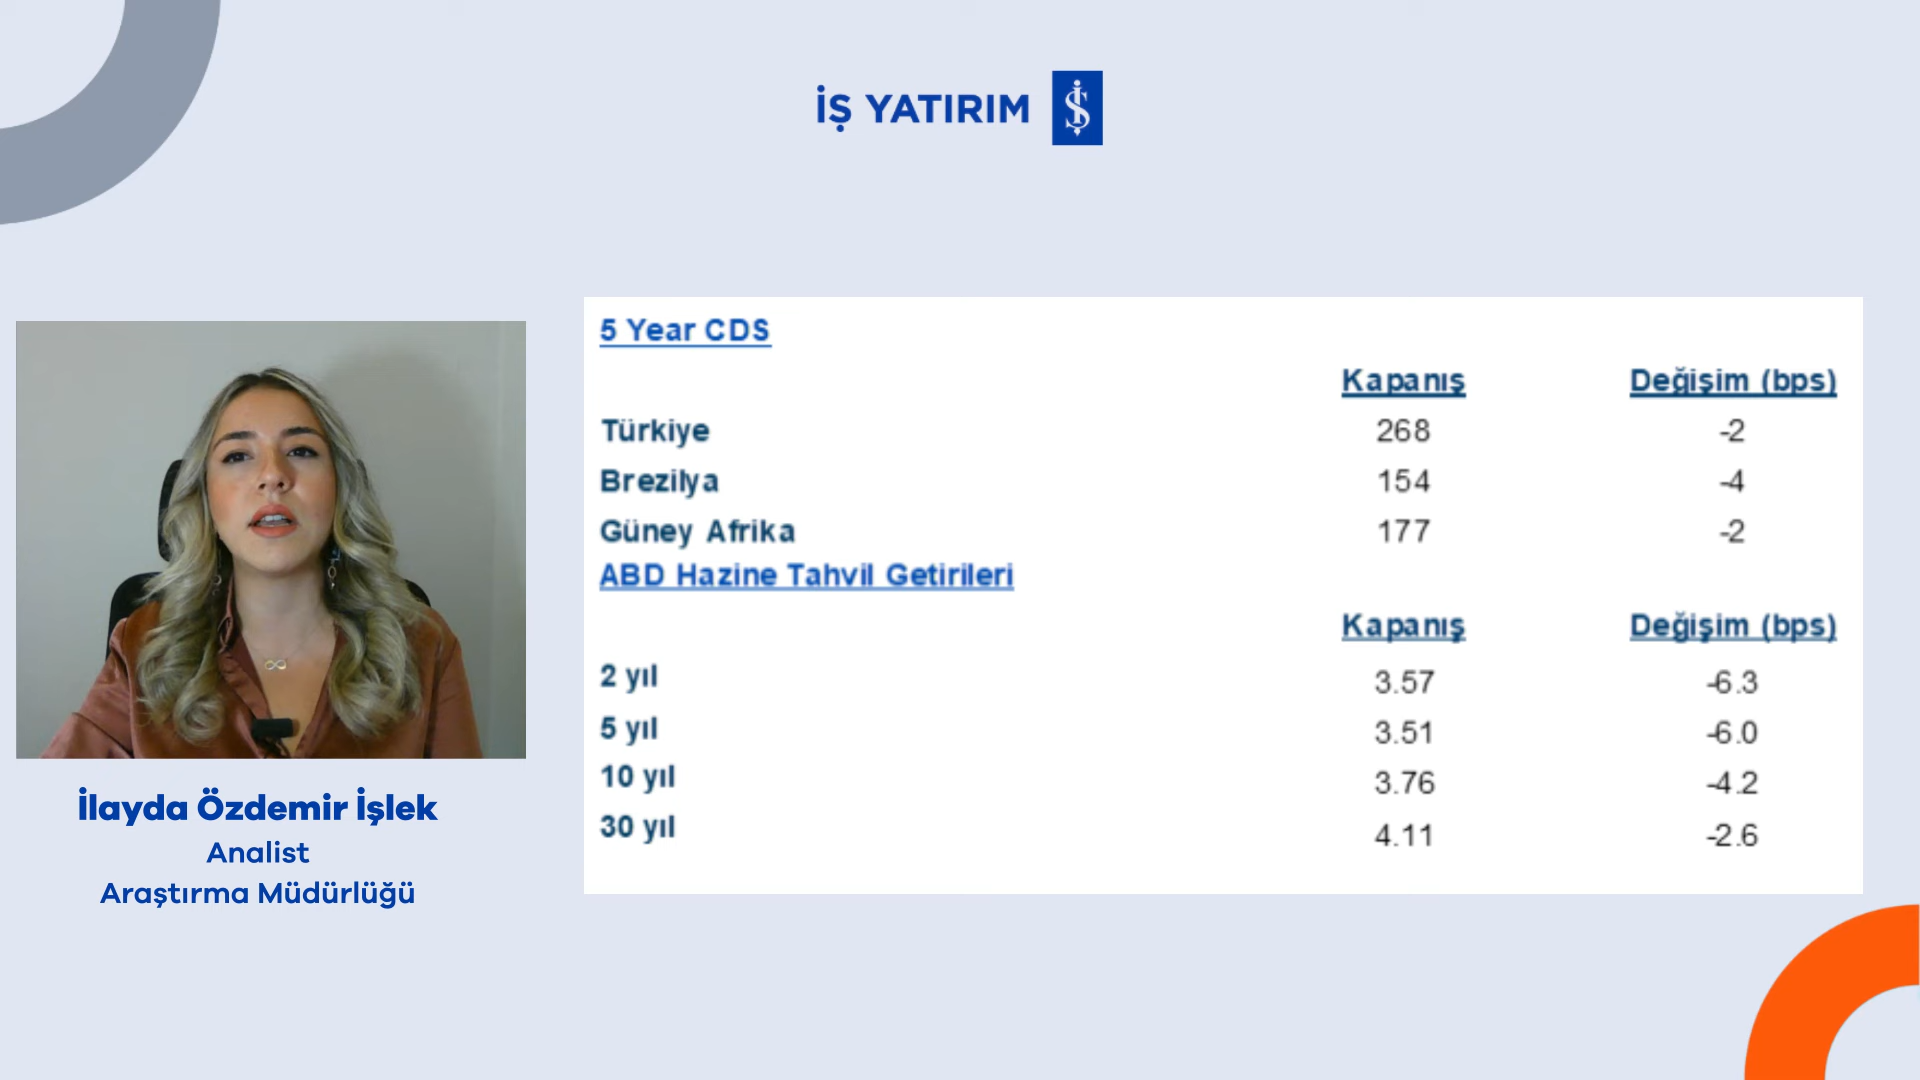 İŞ YATIRIM
5 Year CDS
Kapanış Değişim (bps)
Türkiye 268 -2
Brezilya 154 -4
Güney Afrika 177 -2
ABD Hazine Tahvil Getirileri
Kapanış Değişim (bps)
2 yıl 3.57 -6.3
5 yıl 3.51 -6.0
10 yıl 3.76 -4.2
30 yıl 4.11 -2.6
İlayda Özdemir İşlek
Analist
Araştırma Müdürlüğü